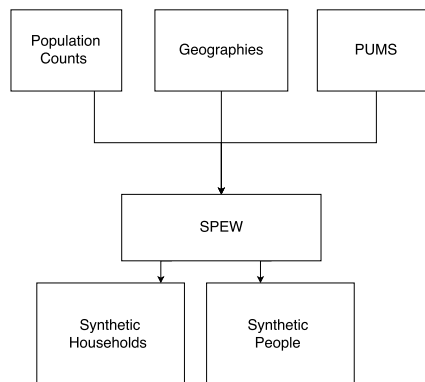 Population
Counts
Geographies
PUMS
SPEW
Synthetic
Households
Synthetic
People